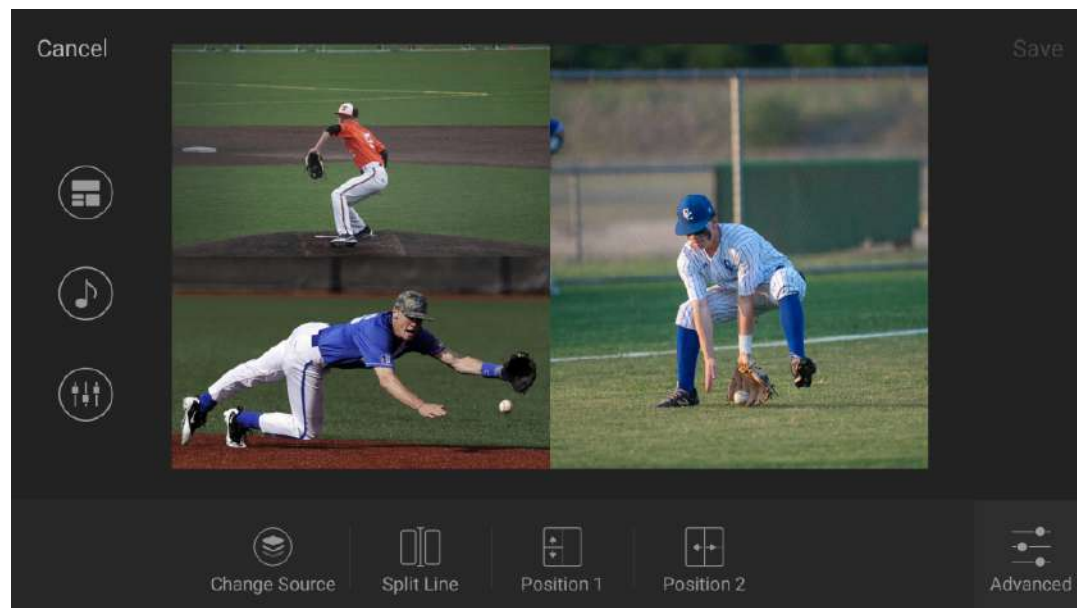 Cancel
Save
Change Source
Split Line
Position 1
Position 2
Advanced